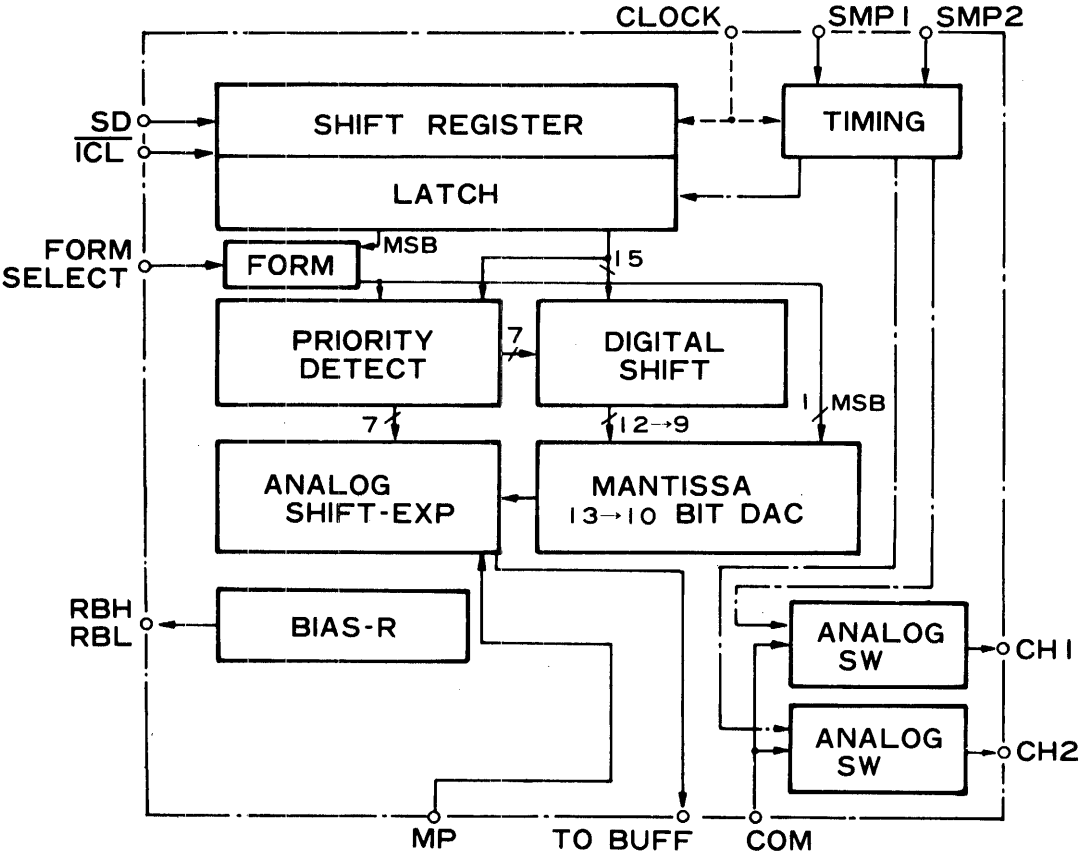 CLOCK SMP1 SMP2
SD
ICL
SHIFT REGISTER
TIMING
LATCH
FORM
SELECT
FORM
MSB
15
PRIORITY
DETECT
7
DIGITAL
SHIFT
7
12→9
1 MSB
ANALOG
SHIFT-EXP
MANTISSA
13→10 BIT DAC
RBH
RBL
BIAS-R
ANALOG
SW
CH1
ANALOG
SW
CH2
MP
TO BUFF
COM